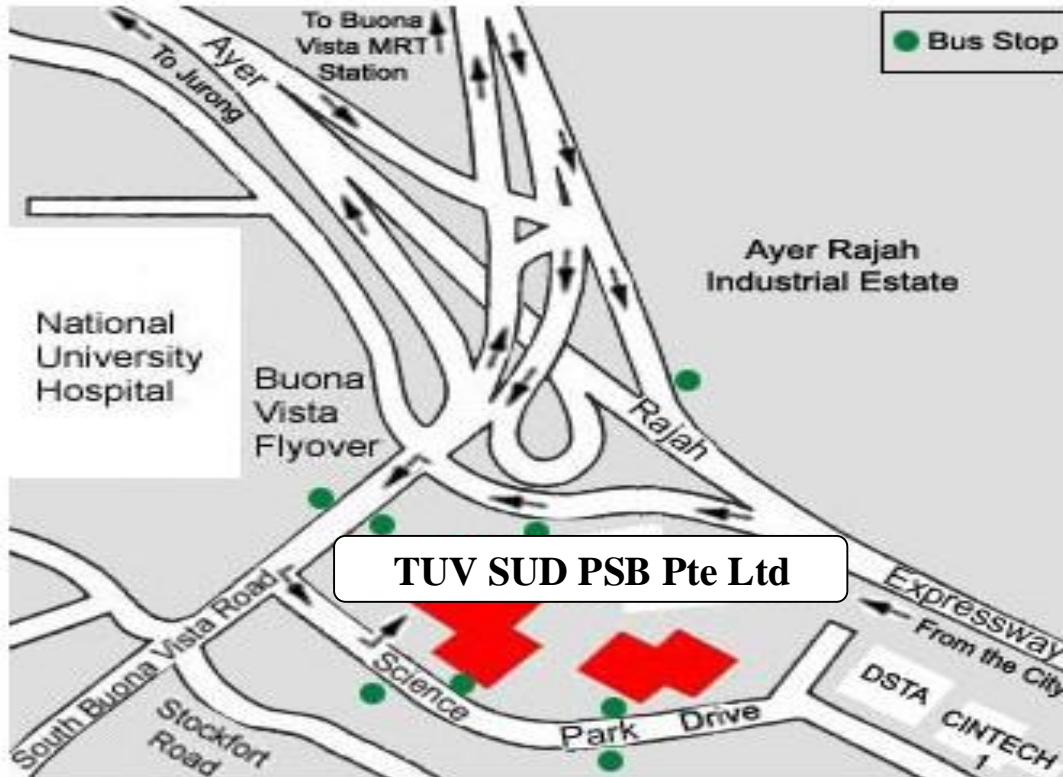 To Buona
Vista MRT
Station
Bus Stop
Ayer
To Jurong
Ayer Rajah
Industrial Estate
National
University
Hospital
Buona
Vista
Flyover
Rajah
TUV SUD PSB Pte Ltd
Expressway
From the City
South Buona Vista Road
Science
Park Drive
Stockfort
Road
DSTA
CINTECH
1